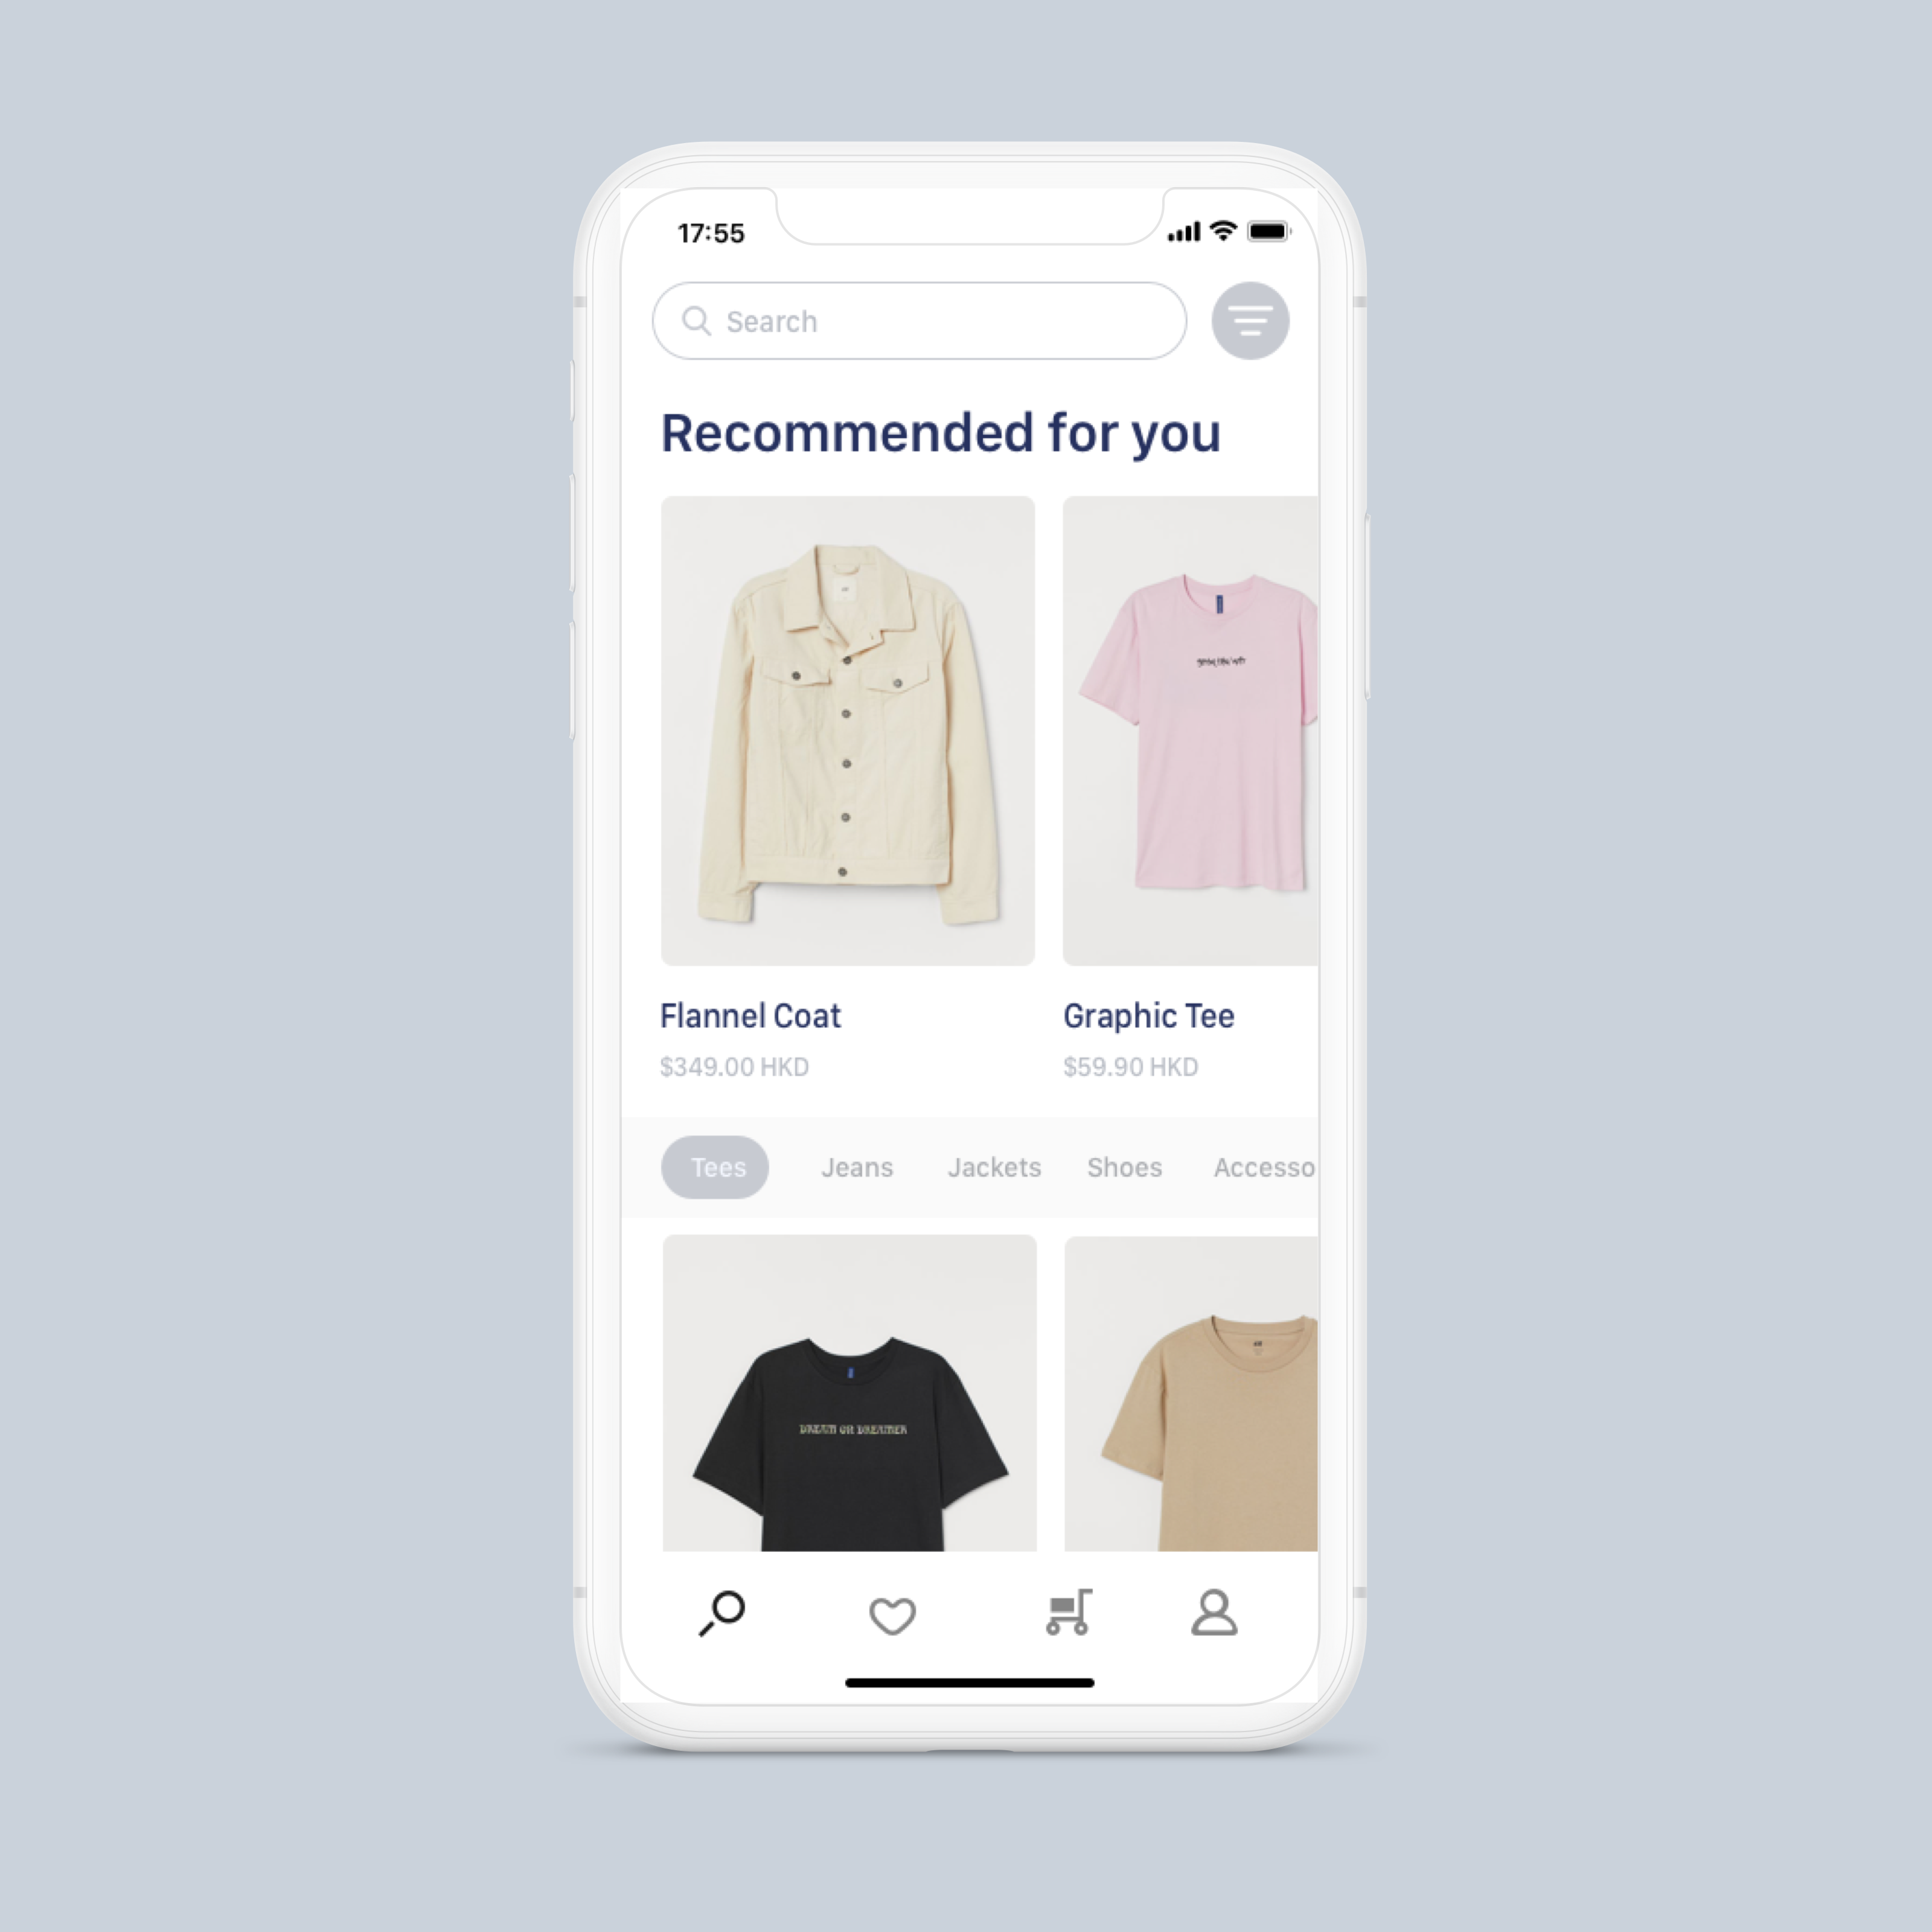 17:55
Search
Recommended for you
Flannel Coat
Graphic Tee
$349.00 HKD
$59.90 HKD
Tees Jeans Jackets Shoes Accesso
DREAM OR DREAMER